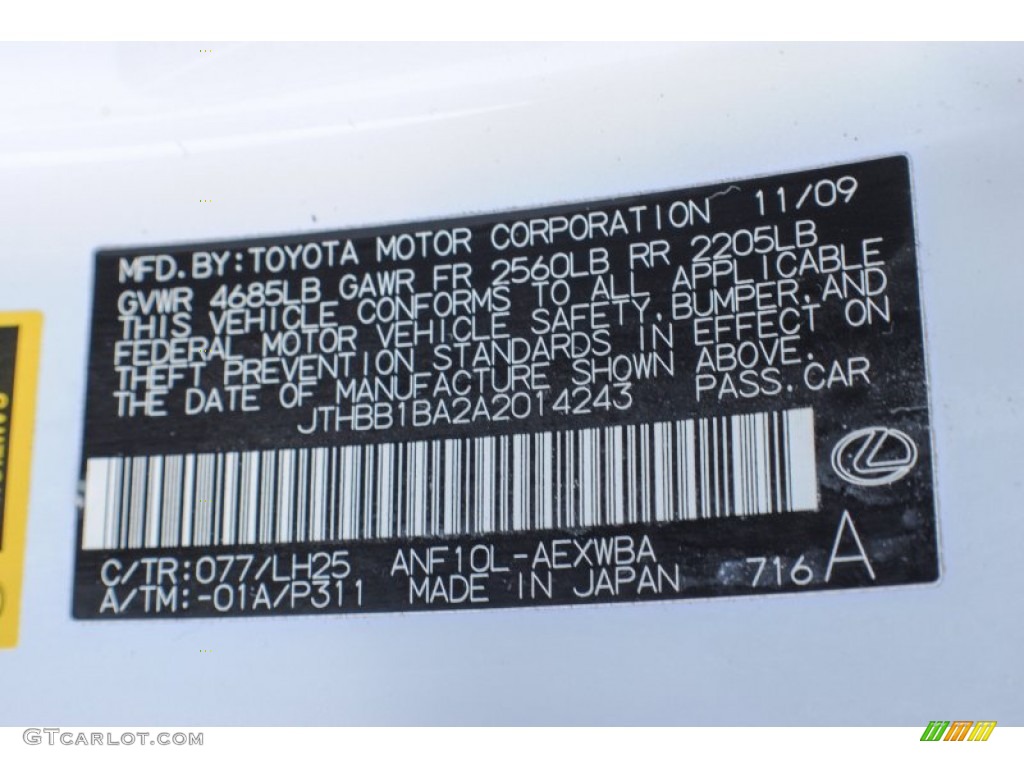 MFD. BY: TOYOTA MOTOR CORPORATION 11/09
GVWR 4685LB GAWR FR 2560LB RR 2205LB
THIS VEHICLE CONFORMS TO ALL APPLICABLE
FEDERAL MOTOR VEHICLE SAFETY, BUMPER, AND
THEFT PREVENTION STANDARDS IN EFFECT ON
THE DATE OF MANUFACTURE SHOWN ABOVE.
JTHBB1BA2A2014243 PASS. CAR
C/TR: 077/LH25 ANF10L-AEXWBA
A/TM: -01A/P311 MADE IN JAPAN 716 A
GTCARLOT.COM